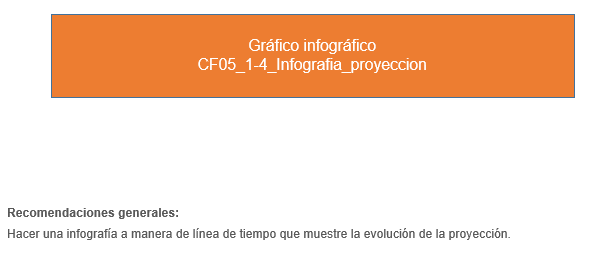 Gráfico infográfico
CF05_1-4_Infografia_proyeccion
Recomendaciones generales:
Hacer una infografía a manera de línea de tiempo que muestre la evolución de la proyección.